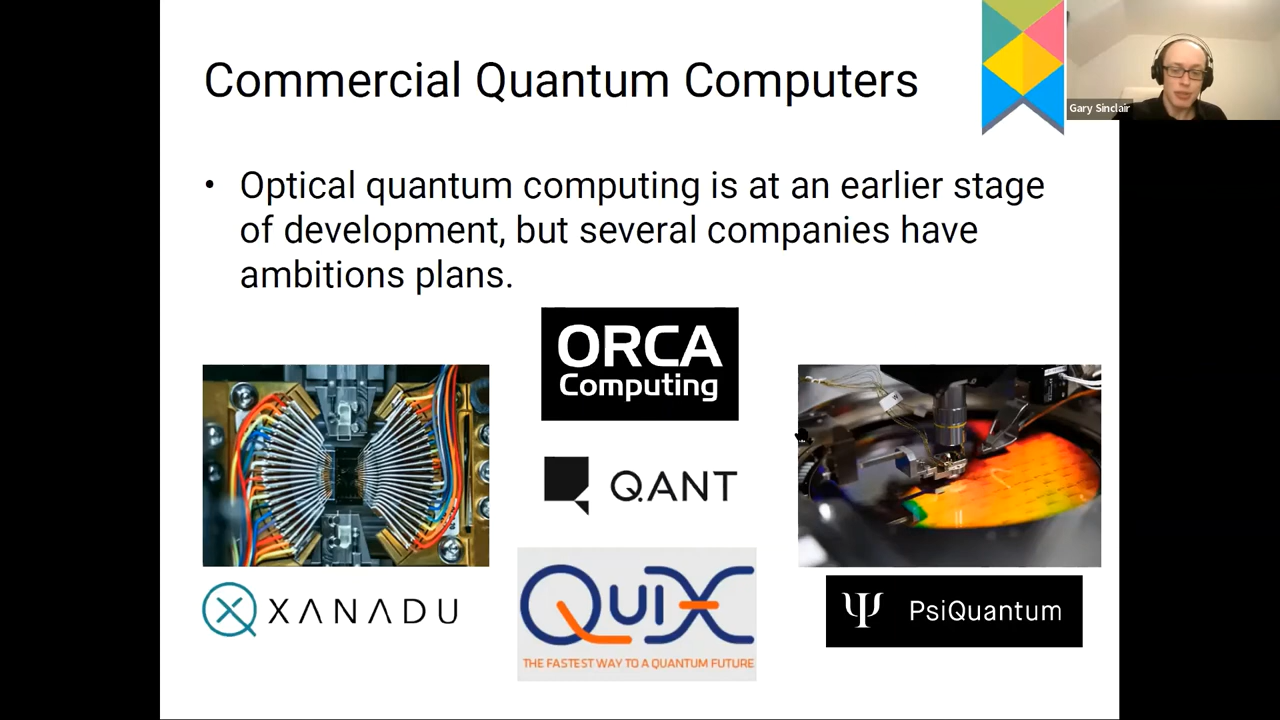 Commercial Quantum Computers
Gary Sinclair
• Optical quantum computing is at an earlier stage
of development, but several companies have
ambitions plans.
ORCA
Computing
Q.ANT
XANADU
QUIX
THE FASTEST WAY TO A QUANTUM FUTURE
Ψ PsiQuantum